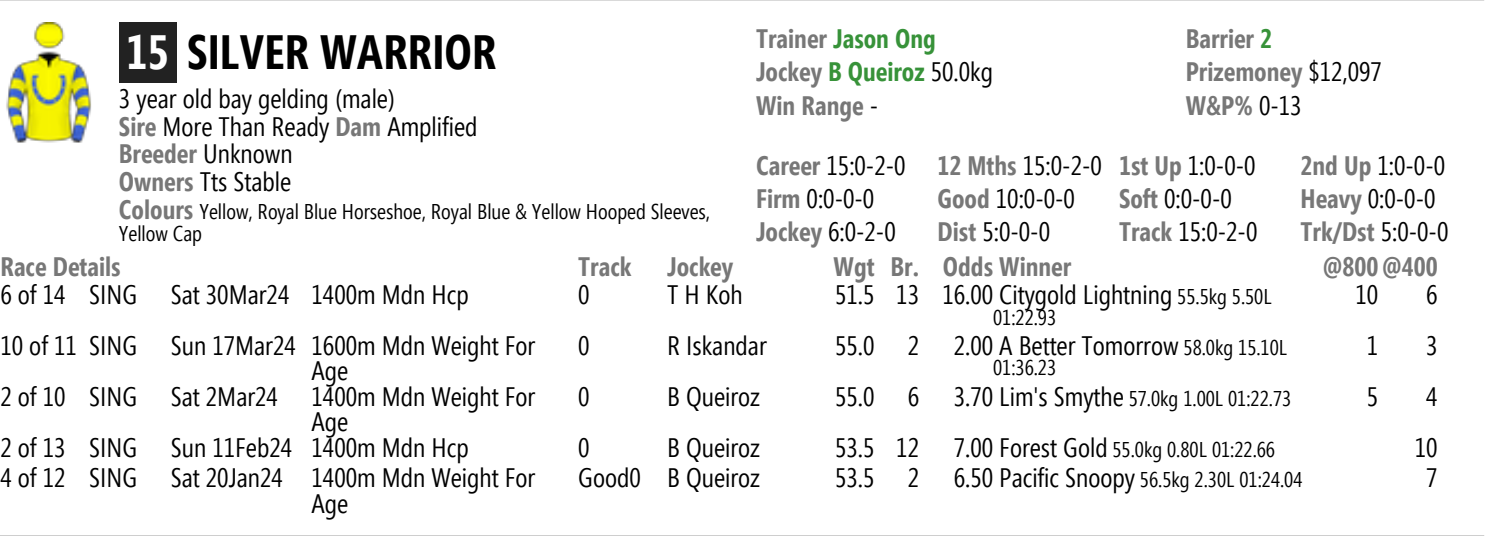 15 SILVER WARRIOR
3 year old bay gelding (male)
Sire More Than Ready Dam Amplified
Breeder Unknown
Owners Tts Stable
Colours Yellow, Royal Blue Horseshoe, Royal Blue & Yellow Hooped Sleeves,
Yellow Cap
Trainer Jason Ong
Jockey B Queiroz 50.0kg
Win Range -
Barrier 2
Prizemoney $12,097
W&P% 0-13
Career 15:0-2-0 12 Mths 15:0-2-0 1st Up 1:0-0-0 2nd Up 1:0-0-0
Firm 0:0-0-0 Good 10:0-0-0 Soft 0:0-0-0 Heavy 0:0-0-0
Jockey 6:0-2-0 Dist 5:0-0-0 Track 15:0-2-0 Trk/Dst 5:0-0-0
Race Details Track Jockey Wgt Br. Odds Winner @800 @400
6 of 14 SING Sat 30Mar24 1400m Mdn Hcp 0 T H Koh 51.5 13 16.00 Citygold Lightning 55.5kg 5.50L 10 6
01:22.93
10 of 11 SING Sun 17Mar24 1600m Mdn Weight For 0 R Iskandar 55.0 2 2.00 A Better Tomorrow 58.0kg 15.10L 1 3
Age 01:36.23
2 of 10 SING Sat 2Mar24 1400m Mdn Weight For 0 B Queiroz 55.0 6 3.70 Lim's Smythe 57.0kg 1.00L 01:22.73 5 4
Age
2 of 13 SING Sun 11Feb24 1400m Mdn Hcp 0 B Queiroz 53.5 12 7.00 Forest Gold 55.0kg 0.80L 01:22.66 10
4 of 12 SING Sat 20Jan24 1400m Mdn Weight For Good0 B Queiroz 53.5 2 6.50 Pacific Snoopy 56.5kg 2.30L 01:24.04 7
Age